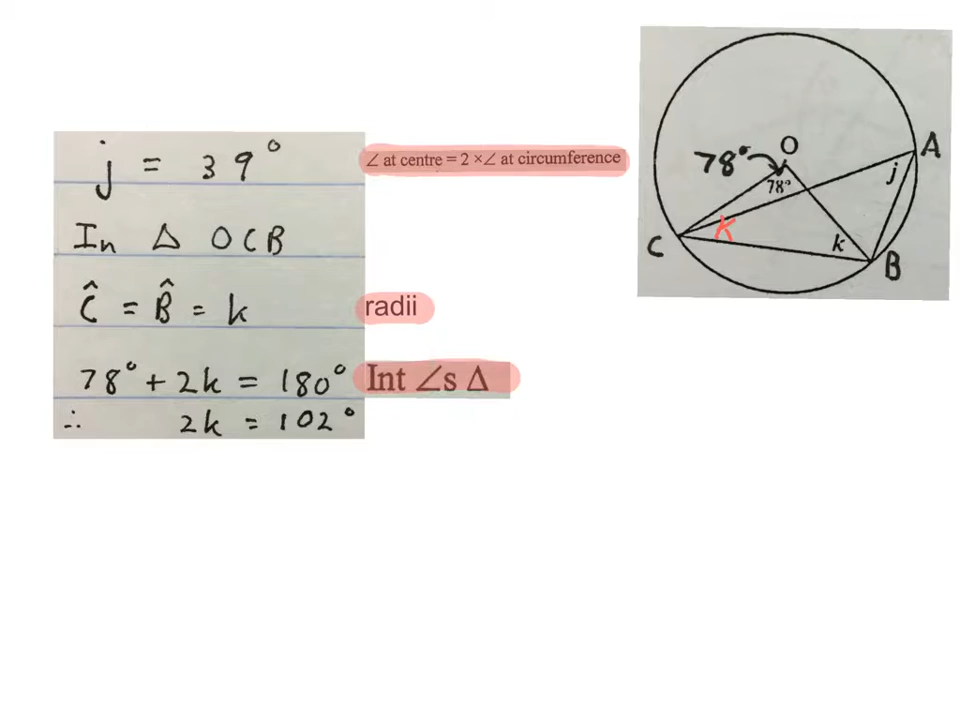 j = 39° ∠ at centre = 2 ×∠ at circumference
In Δ OCB
Ĉ = B̂ = k radii
78° + 2k = 180° Int ∠s Δ
∴ 2k = 102°
O
A
78°
78°
j
C
K
k
B